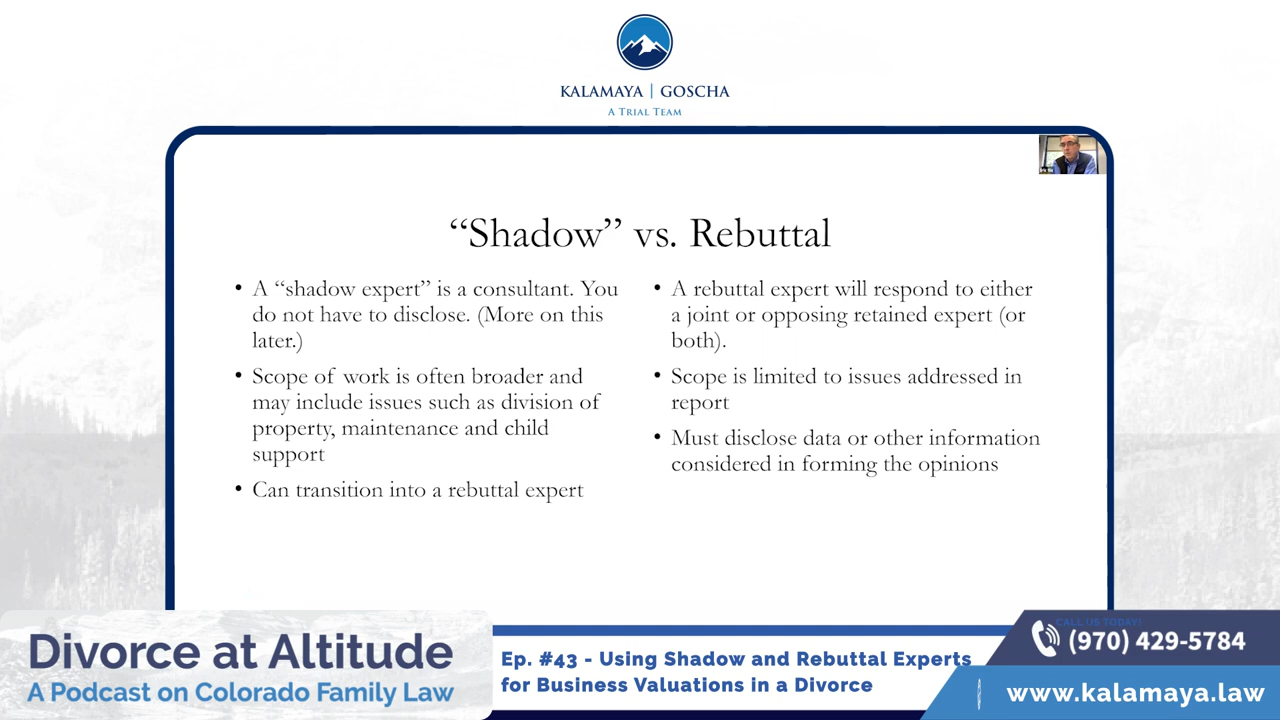 KALAMAYA | GOSCHA
A TRIAL TEAM
“Shadow” vs. Rebuttal
• A “shadow expert” is a consultant. You
do not have to disclose. (More on this
later.)
• Scope of work is often broader and
may include issues such as division of
property, maintenance and child
support
• Can transition into a rebuttal expert
• A rebuttal expert will respond to either
a joint or opposing retained expert (or
both).
• Scope is limited to issues addressed in
report
• Must disclose data or other information
considered in forming the opinions
Divorce at Altitude
A Podcast on Colorado Family Law
Ep. #43 - Using Shadow and Rebuttal Experts
for Business Valuations in a Divorce
CALL US TODAY!
(970) 429-5784
www.kalamaya.law